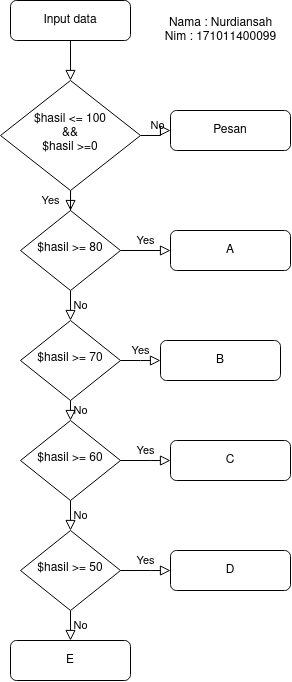 Input data
Nama : Nurdiansah
Nim : 171011400099
$hasil <= 100
&&
$hasil >=0
No
Pesan
Yes
$hasil >= 80
Yes
A
No
$hasil >= 70
Yes
B
No
$hasil >= 60
Yes
C
No
$hasil >= 50
Yes
D
No
E